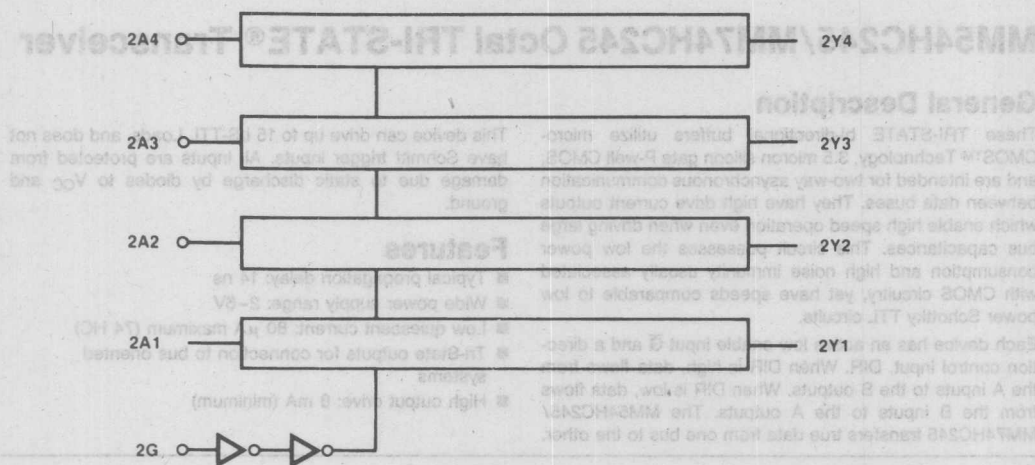 MM54HC245/MM74HC245 Octal TRI-STATE® Transceiver
2A4
2Y4
General Description
These TRI-STATE bi-directional buffers utilize micro-
CMOS™ Technology, 3.5 micron silicon gate P-well CMOS,
and are intended for two-way asynchronous communication
between data buses. They have high drive current outputs
which enable high speed operation even when driving large
bus capacitances. This circuit possesses the low power
consumption and high noise immunity usually associated
with CMOS circuitry, yet have speeds comparable to low
power Schottky TTL circuits.
Each device has an active low enable input G̅ and a direc-
tion control input, DIR. When DIR is high, data flows from
the A inputs to the B outputs. When DIR is low, data flows
from the B inputs to the A outputs. The MM54HC245/
MM74HC245 transfers true data from one bus to the other.
This device can drive up to 15 LS-TTL Loads, and does not
have Schmitt trigger inputs. All inputs are protected from
damage due to static discharge by diodes to VCC and
ground.
Features
■ Typical propagation delay: 14 ns
■ Wide power supply range: 2–6V
■ Low quiescent current: 80 µA maximum (74 HC)
■ Tri-State outputs for connection to bus oriented
systems
■ High output drive: 6 mA (minimum)
2A3
2Y3
2A2
2Y2
2A1
2Y1
2G